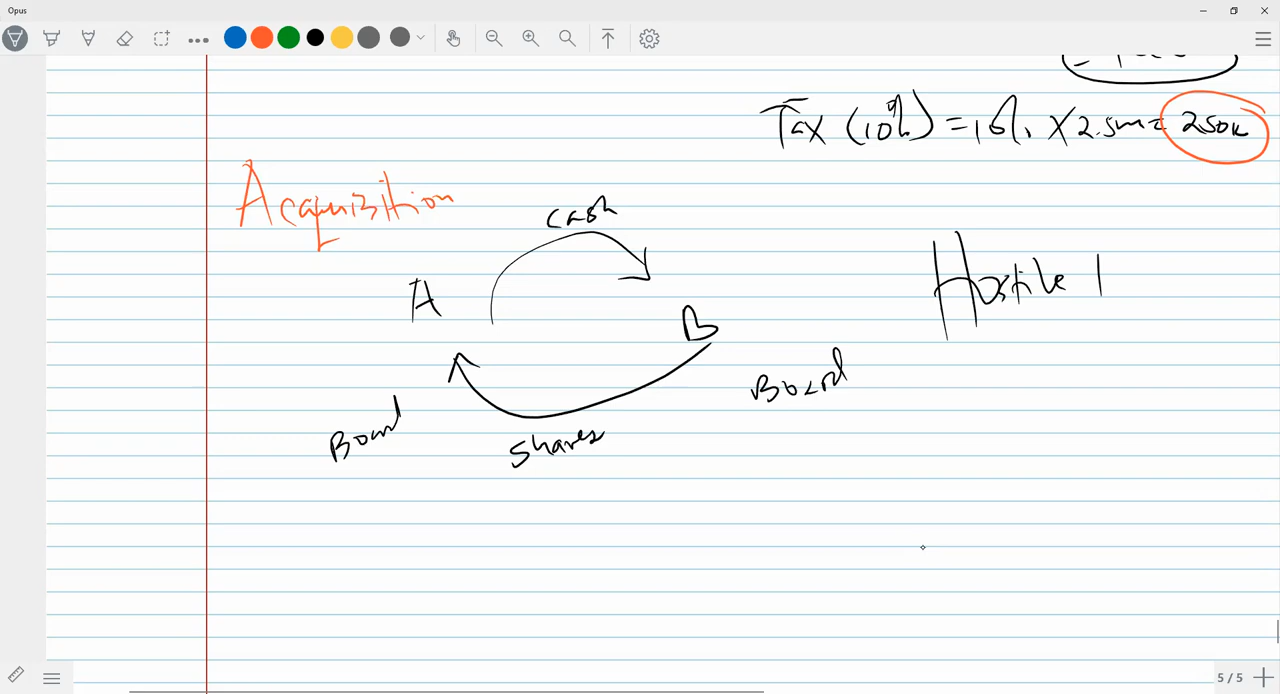 Opus
Tax (10%) = 10% X 2.5m = 250k
Acquisition
cash
A
Hostile
B
Board
Board
Shares
5 / 5